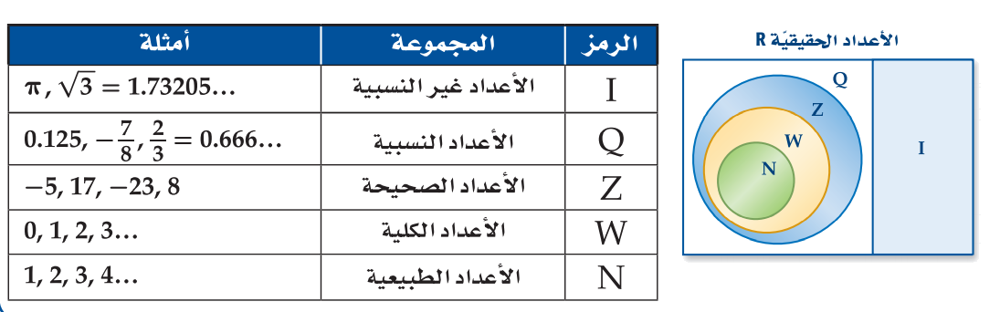 الأعداد الحقيقيّة R
الرمز المجموعة أمثلة
I الأعداد غير النسبية π, √3 = 1.73205…
Q الأعداد النسبية 0.125, −7/8, 2/3 = 0.666…
Z الأعداد الصحيحة −5, 17, −23, 8
W الأعداد الكلية 0, 1, 2, 3…
N الأعداد الطبيعية 1, 2, 3, 4…
Q
Z
W
N
I